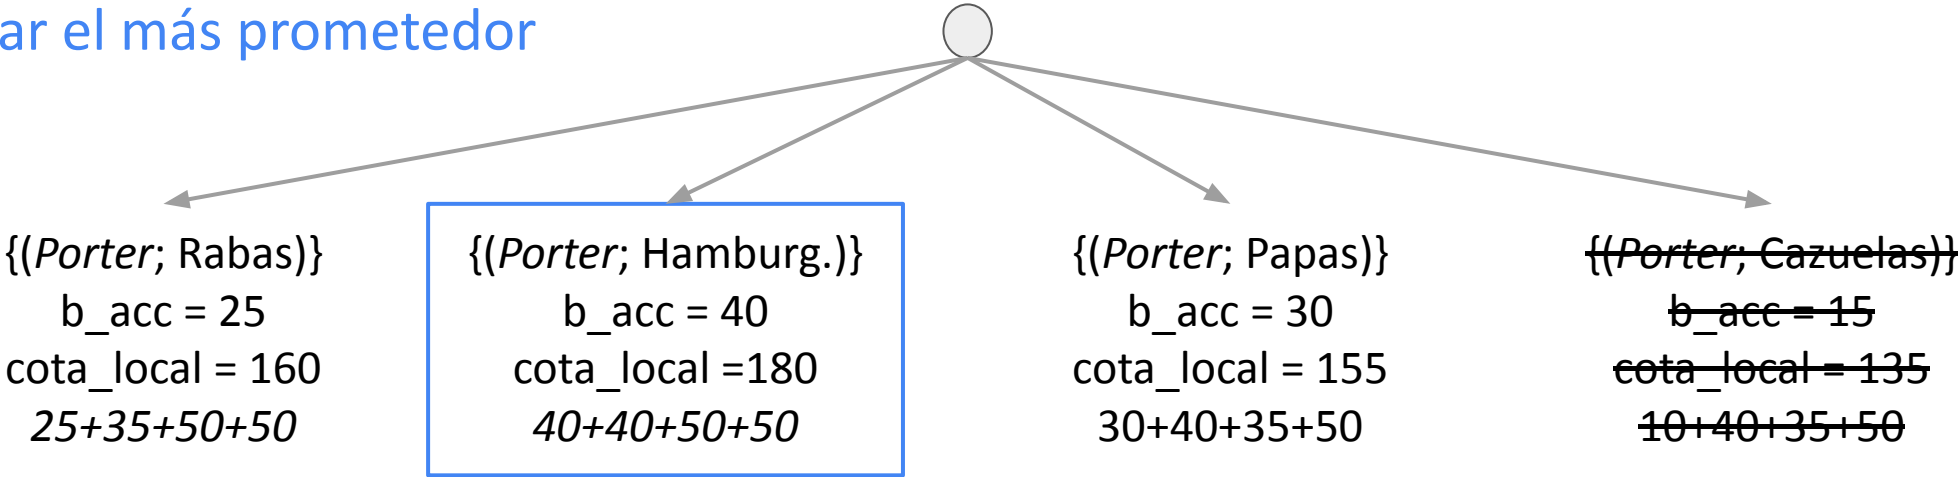 ar el más prometedor
{(Porter; Rabas)}
b_acc = 25
cota_local = 160
25+35+50+50
{(Porter; Hamburg.)}
b_acc = 40
cota_local =180
40+40+50+50
{(Porter; Papas)}
b_acc = 30
cota_local = 155
30+40+35+50
{(Porter; Cazuelas)}
b_acc = 15
cota_local = 135
10+40+35+50